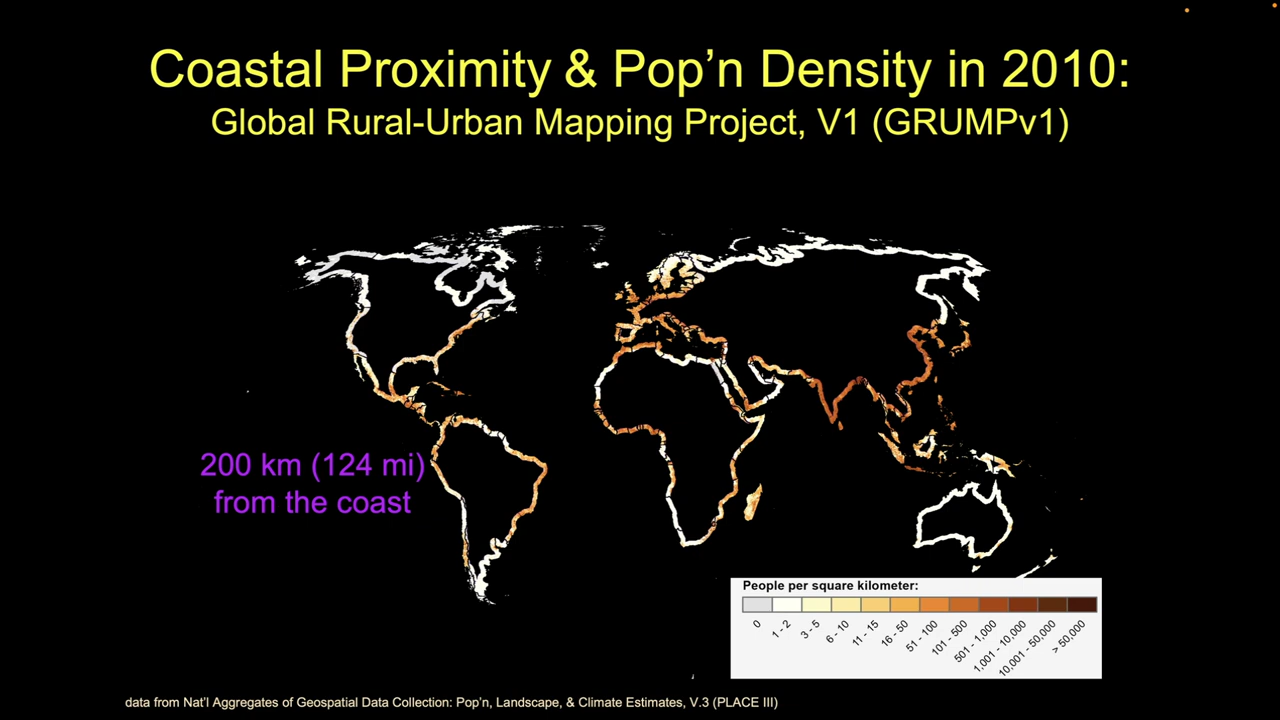 Coastal Proximity & Pop’n Density in 2010:
Global Rural-Urban Mapping Project, V1 (GRUMPv1)
200 km (124 mi)
from the coast
People per square kilometer:
0
1 - 2
3 - 5
6 - 10
11 - 15
16 - 50
51 - 100
101 - 500
501 - 1,000
1,001 - 10,000
10,001 - 50,000
> 50,000
data from Nat’l Aggregates of Geospatial Data Collection: Pop’n, Landscape, & Climate Estimates, V.3 (PLACE III)